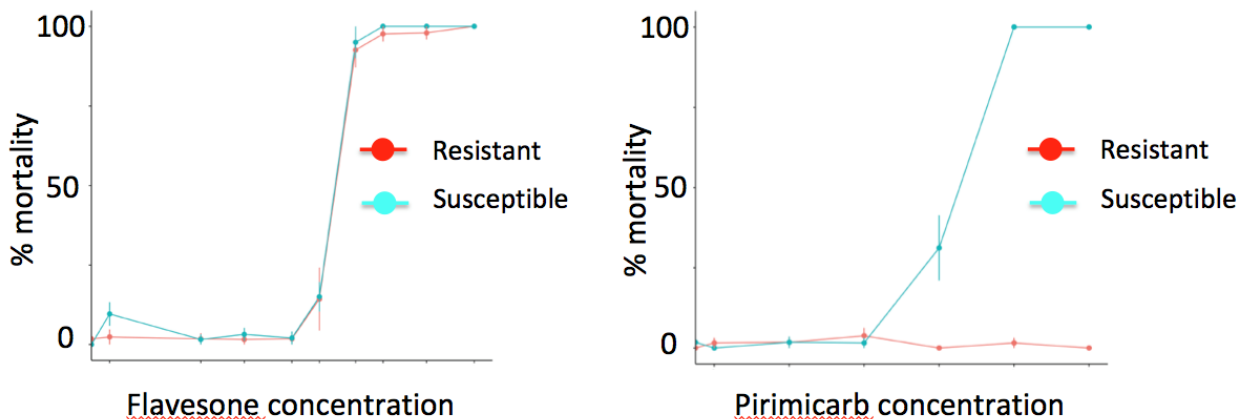 100
50
0
% mortality
Resistant
Susceptible
Flavesone concentration
100
50
0
% mortality
Resistant
Susceptible
Pirimicarb concentration